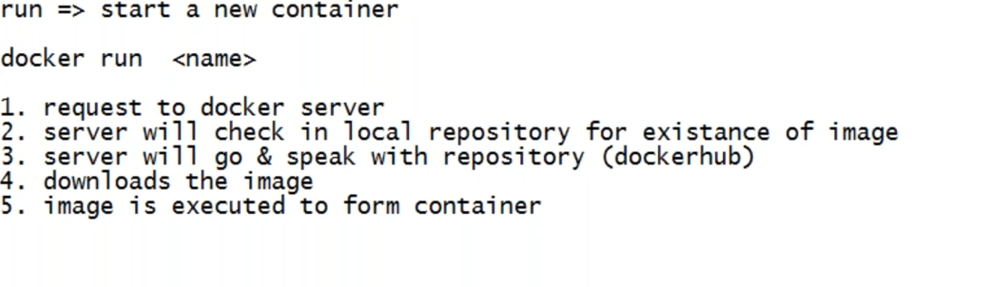 run => start a new container
docker run  <name>
1. request to docker server
2. server will check in local repository for existance of image
3. server will go & speak with repository (dockerhub)
4. downloads the image
5. image is executed to form container